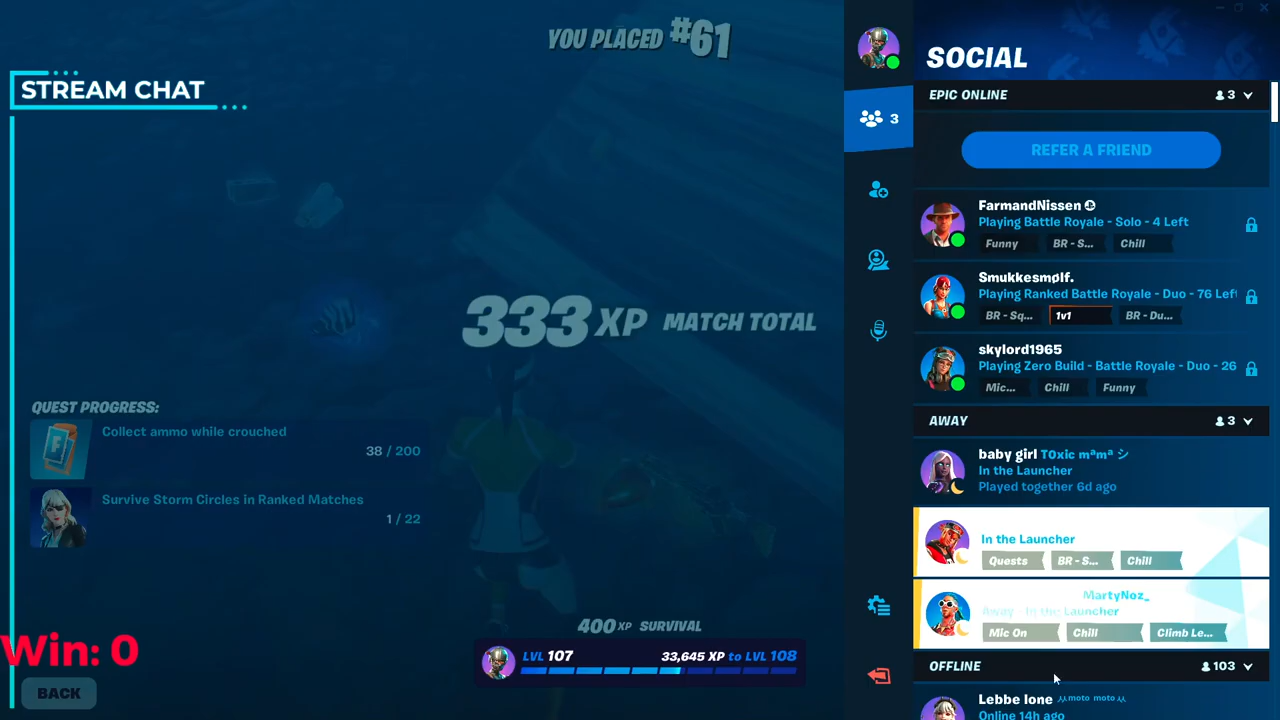 YOU PLACED #61
STREAM CHAT
333 XP MATCH TOTAL
QUEST PROGRESS:
Collect ammo while crouched
38 / 200
Survive Storm Circles in Ranked Matches
1 / 22
400 XP SURVIVAL
LVL 107
33,645 XP to LVL 108
Win: 0
BACK
3
SOCIAL
EPIC ONLINE
3
REFER A FRIEND
FarmandNissen
Playing Battle Royale - Solo - 4 Left
Funny
BR - S...
Chill
Smukkesmølf.
Playing Ranked Battle Royale - Duo - 76 Left
BR - Sq...
1v1
BR - Du...
skylord1965
Playing Zero Build - Battle Royale - Duo - 26
Mic...
Chill
Funny
AWAY
3
baby girl TOxic mᵃmᵃ シ
In the Launcher
Played together 6d ago
In the Launcher
Quests
BR - S...
Chill
MartyNoz_
Away - In the Launcher
Mic On
Chill
Climb Le...
OFFLINE
103
Lebbe lone ⁄⁄moto moto⁄⁄
Online 14h ago